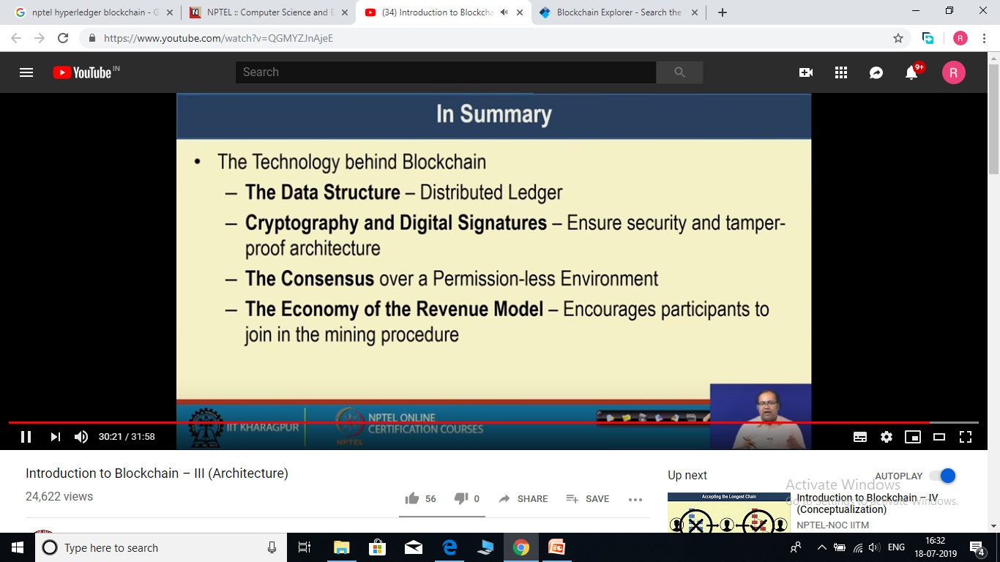 nptel hyperledger blockchain - G
NPTEL :: Computer Science and E
(34) Introduction to Blockcha
Blockchain Explorer - Search the
https://www.youtube.com/watch?v=QGMYZJnAjeE
R
YouTube IN
Search
9+
R
In Summary
• The Technology behind Blockchain
– The Data Structure – Distributed Ledger
– Cryptography and Digital Signatures – Ensure security and tamper-
proof architecture
– The Consensus over a Permission-less Environment
– The Economy of the Revenue Model – Encourages participants to
join in the mining procedure
IIT KHARAGPUR
NPTEL
NPTEL ONLINE
CERTIFICATION COURSES
30:21 / 31:58
Introduction to Blockchain – III (Architecture)
24,622 views
56
0
SHARE
SAVE
Up next
AUTOPLAY
Activate Windows
Go to Settings to activate Windows.
Accepting the Longest Chain
Introduction to Blockchain – IV
(Conceptualization)
NPTEL-NOC IITM
Type here to search
ENG
16:32
18-07-2019
4